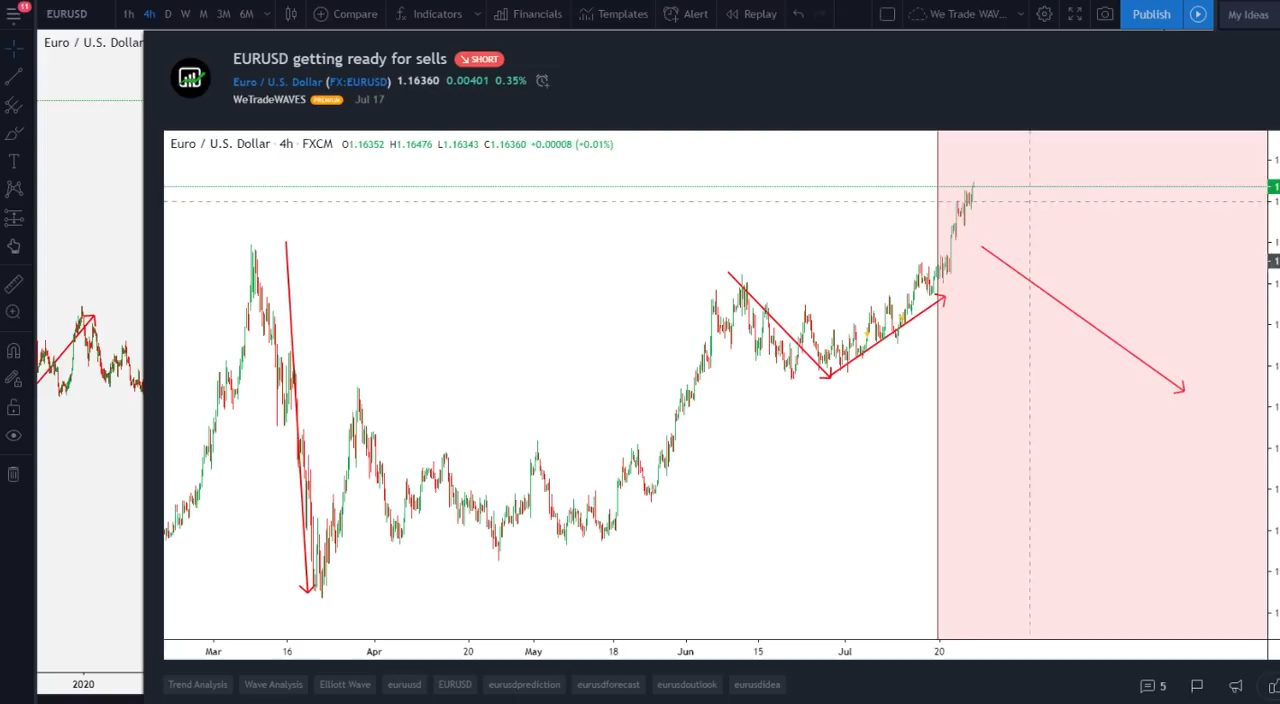 11
EURUSD 1h 4h D W M 3M 6M Compare Indicators Financials Templates Alert Replay We Trade WAV... Publish My Ideas
Euro / U.S. Dollar
EURUSD getting ready for sells SHORT
Euro / U.S. Dollar (FX:EURUSD) 1.16360 0.00401 0.35%
WeTradeWAVES PREMIUM Jul 17
Euro / U.S. Dollar · 4h · FXCM O1.16352 H1.16476 L1.16343 C1.16360 +0.00008 (+0.01%)
Mar 16 Apr 20 May 18 Jun 15 Jul 20
2020
Trend Analysis Wave Analysis Elliott Wave euruusd EURUSD eurusdprediction eurusdforecast eurusdoutlook eurusdidea 5